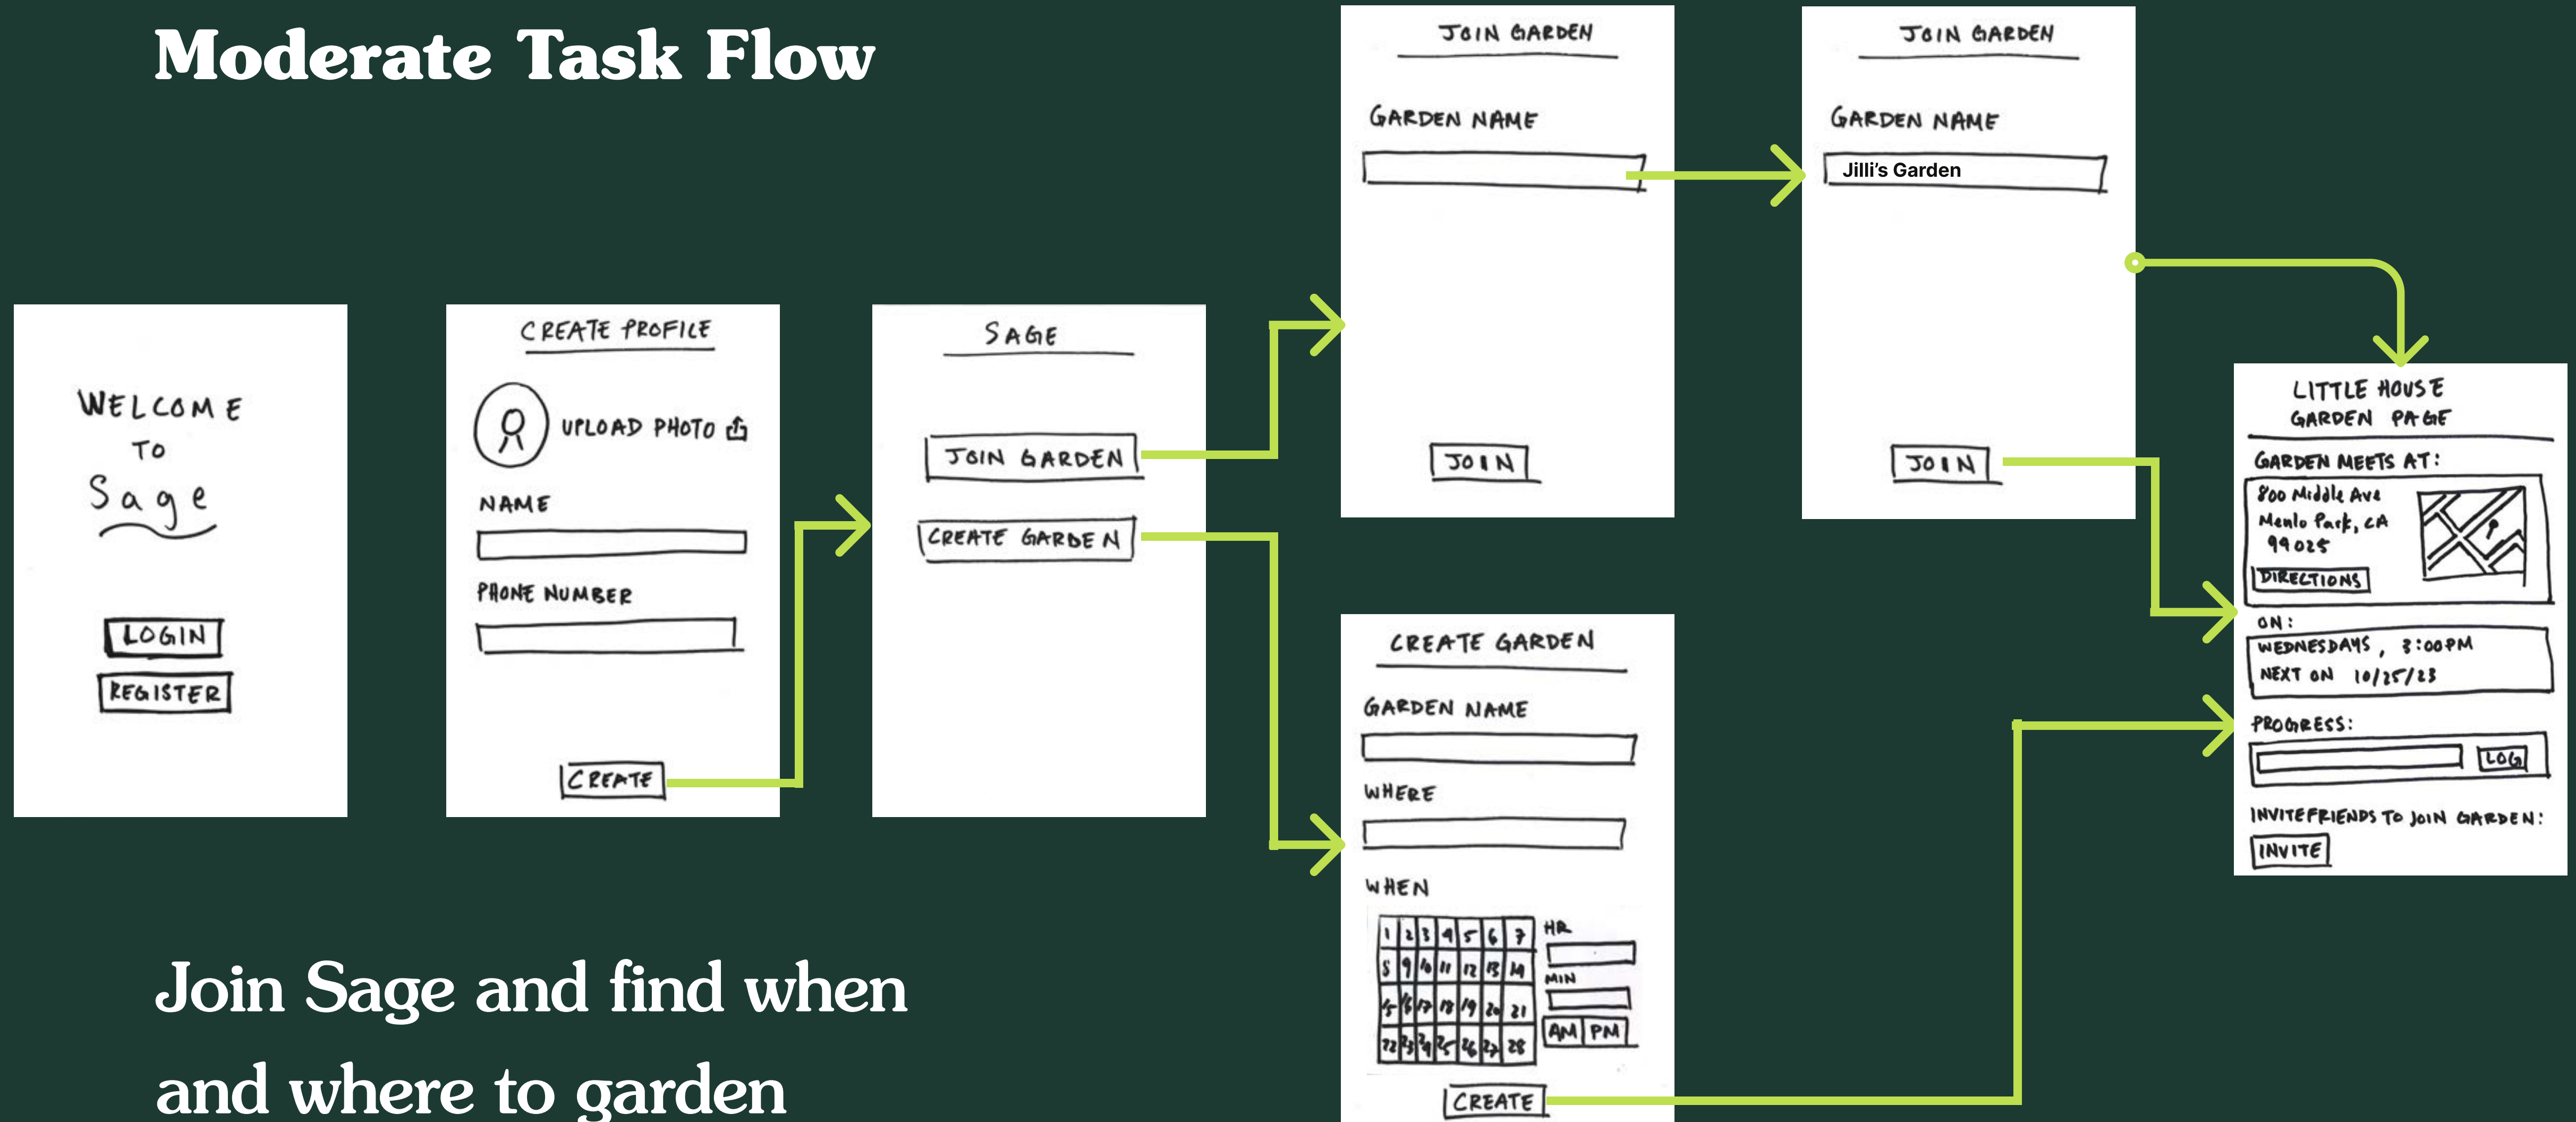 Moderate Task Flow
WELCOME
TO
Sage
LOGIN
REGISTER
CREATE PROFILE
UPLOAD PHOTO
NAME
PHONE NUMBER
CREATE
SAGE
JOIN GARDEN
CREATE GARDEN
JOIN GARDEN
GARDEN NAME
JOIN
JOIN GARDEN
GARDEN NAME
Jilli's Garden
JOIN
CREATE GARDEN
GARDEN NAME
WHERE
WHEN
1 2 3 4 5 6 7
8 9 10 11 12 13 14
15 16 17 18 19 20 21
22 23 24 25 26 27 28
HR
MIN
AM PM
CREATE
LITTLE HOUSE
GARDEN PAGE
GARDEN MEETS AT:
800 Middle Ave
Menlo Park, CA
99025
DIRECTIONS
ON:
WEDNESDAYS, 3:00PM
NEXT ON 10/25/23
PROGRESS:
LOG
INVITE FRIENDS TO JOIN GARDEN:
INVITE
Join Sage and find when
and where to garden